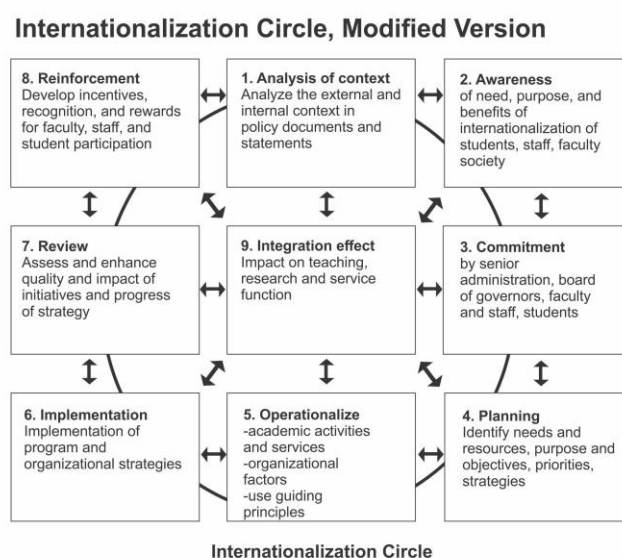 Internationalization Circle, Modified Version
8. Reinforcement
Develop incentives,
recognition, and rewards
for faculty, staff, and
student participation
1. Analysis of context
Analyze the external and
internal context in
policy documents and
statements
2. Awareness
of need, purpose, and
benefits of
internationalization of
students, staff, faculty
society
7. Review
Assess and enhance
quality and impact of
initiatives and progress
of strategy
9. Integration effect
Impact on teaching,
research and service
function
3. Commitment
by senior
administration, board
of governors, faculty
and staff, students
6. Implementation
Implementation of
program and
organizational strategies
5. Operationalize
-academic activities
and services
-organizational
factors
-use guiding
principles
4. Planning
Identify needs and
resources, purpose and
objectives, priorities,
strategies
Internationalization Circle